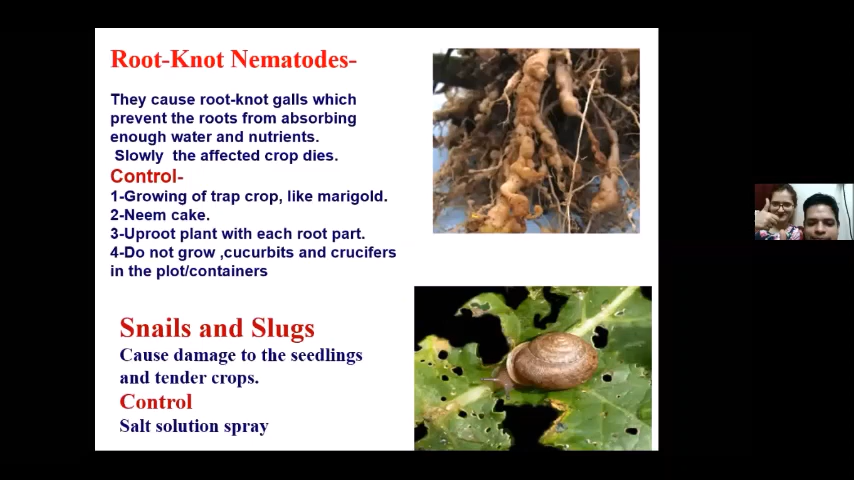 Root-Knot Nematodes-
They cause root-knot galls which
prevent the roots from absorbing
enough water and nutrients.
Slowly the affected crop dies.
Control-
1-Growing of trap crop, like marigold.
2-Neem cake.
3-Uproot plant with each root part.
4-Do not grow ,cucurbits and crucifers
in the plot/containers
Snails and Slugs
Cause damage to the seedlings
and tender crops.
Control
Salt solution spray